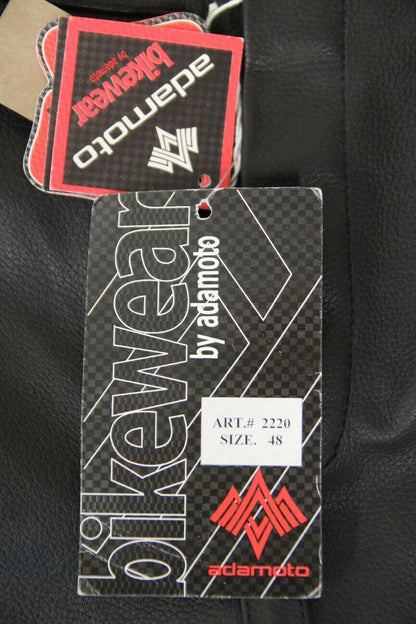 adamoto
bikewear
by adamoto
bikewear
by adamoto
ART.# 2220
SIZE. 48
adamoto